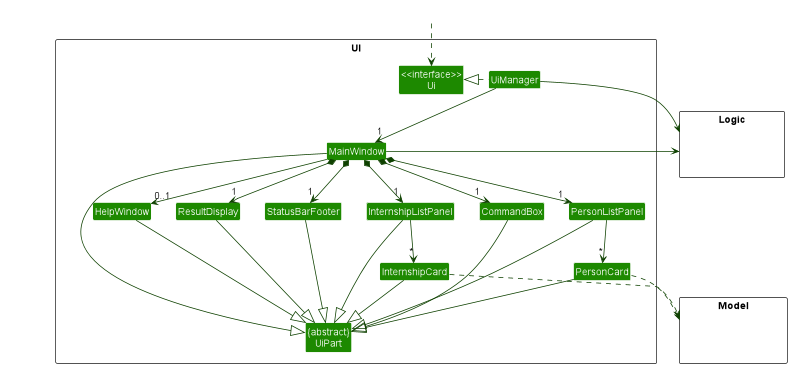 UI
<<interface>>
Ui
UiManager
Logic
1
MainWindow
0..1
1
1
1
1
1
HelpWindow
ResultDisplay
StatusBarFooter
InternshipListPanel
CommandBox
PersonListPanel
*
*
InternshipCard
PersonCard
Model
{abstract}
UiPart